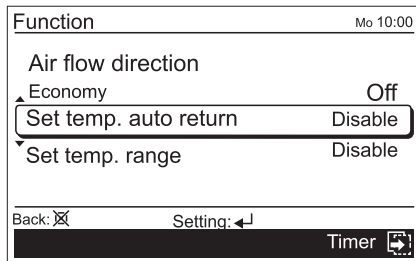 Function Mo 10:00
Air flow direction
Economy Off
Set temp. auto return Disable
Set temp. range Disable
Back: Setting:
Timer